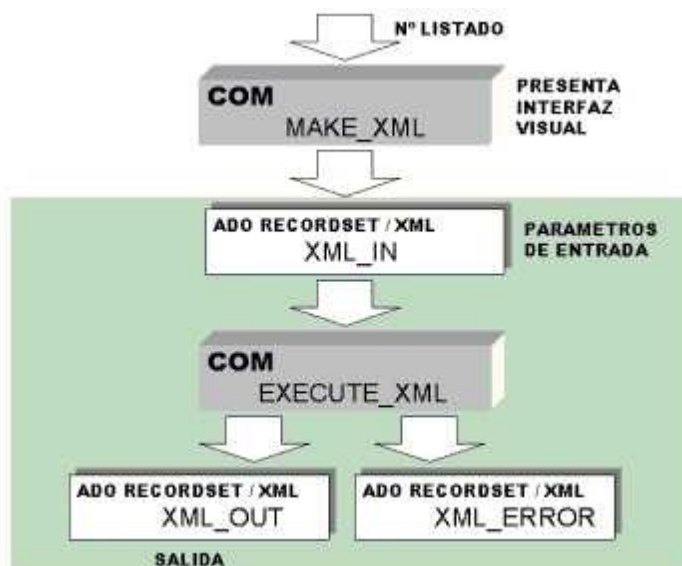 Nº LISTADO
COM
MAKE_XML
PRESENTA
INTERFAZ
VISUAL
ADO RECORDSET / XML
XML_IN
PARAMETROS
DE ENTRADA
COM
EXECUTE_XML
ADO RECORDSET / XML
XML_OUT
ADO RECORDSET / XML
XML_ERROR
SALIDA